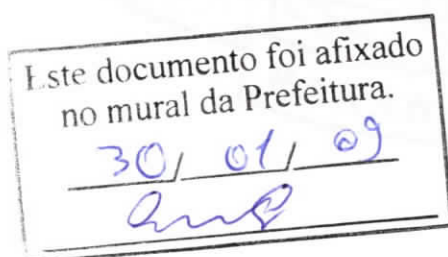 Este documento foi afixado
no mural da Prefeitura.
30/ 01/ 09